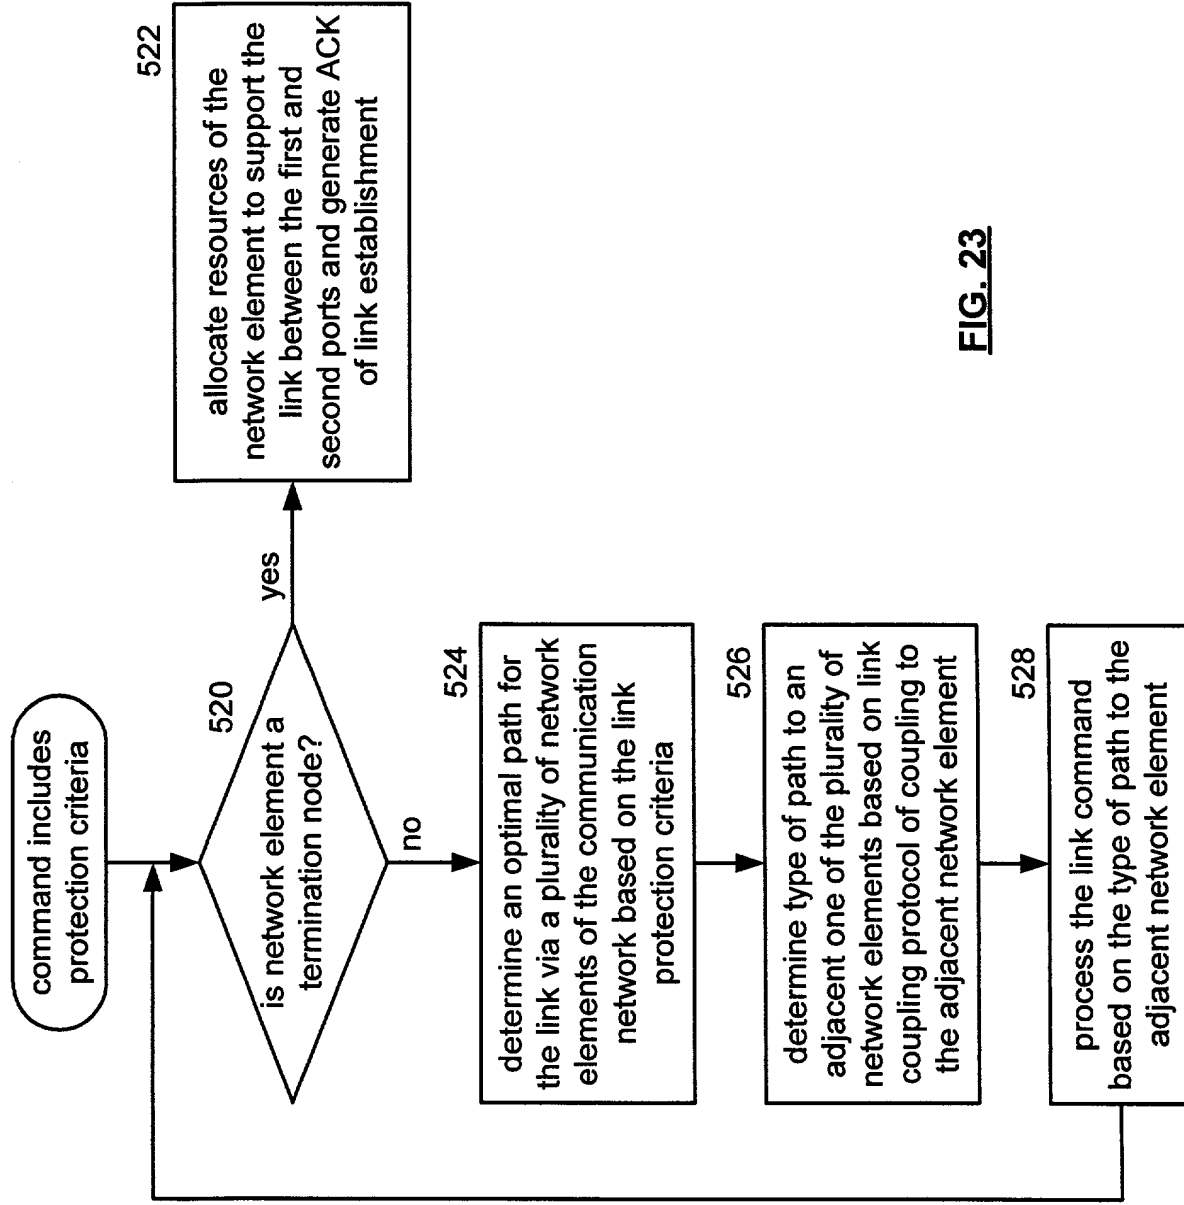 command includes
protection criteria
520
is network element a
termination node?
yes
no
522
allocate resources of the
network element to support the
link between the first and
second ports and generate ACK
of link establishment
524
determine an optimal path for
the link via a plurality of network
elements of the communication
network based on the link
protection criteria
526
determine type of path to an
adjacent one of the plurality of
network elements based on link
coupling protocol of coupling to
the adjacent network element
528
process the link command
based on the type of path to the
adjacent network element
FIG. 23